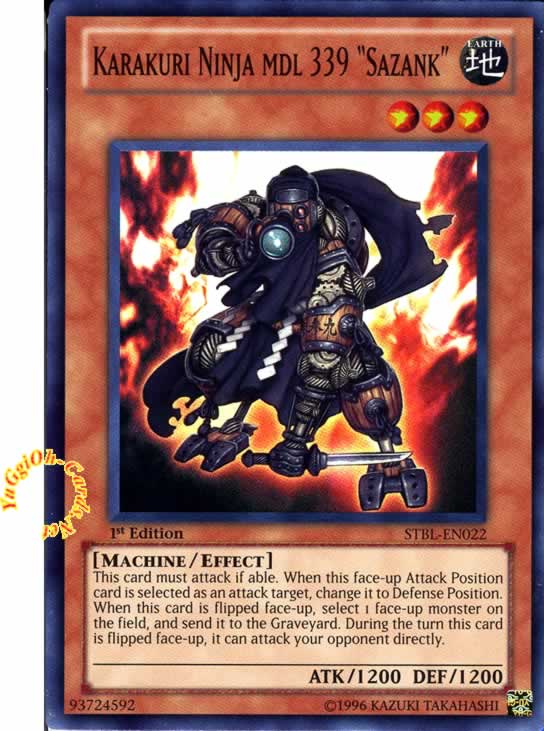 KARAKURI NINJA MDL 339 "SAZANK"
EARTH
地
YuGgiOh-Cards.Net
1st Edition
STBL-EN022
[MACHINE / EFFECT]
This card must attack if able. When this face-up Attack Position
card is selected as an attack target, change it to Defense Position.
When this card is flipped face-up, select 1 face-up monster on
the field, and send it to the Graveyard. During the turn this card
is flipped face-up, it can attack your opponent directly.
ATK/1200 DEF/1200
93724592
©1996 KAZUKI TAKAHASHI